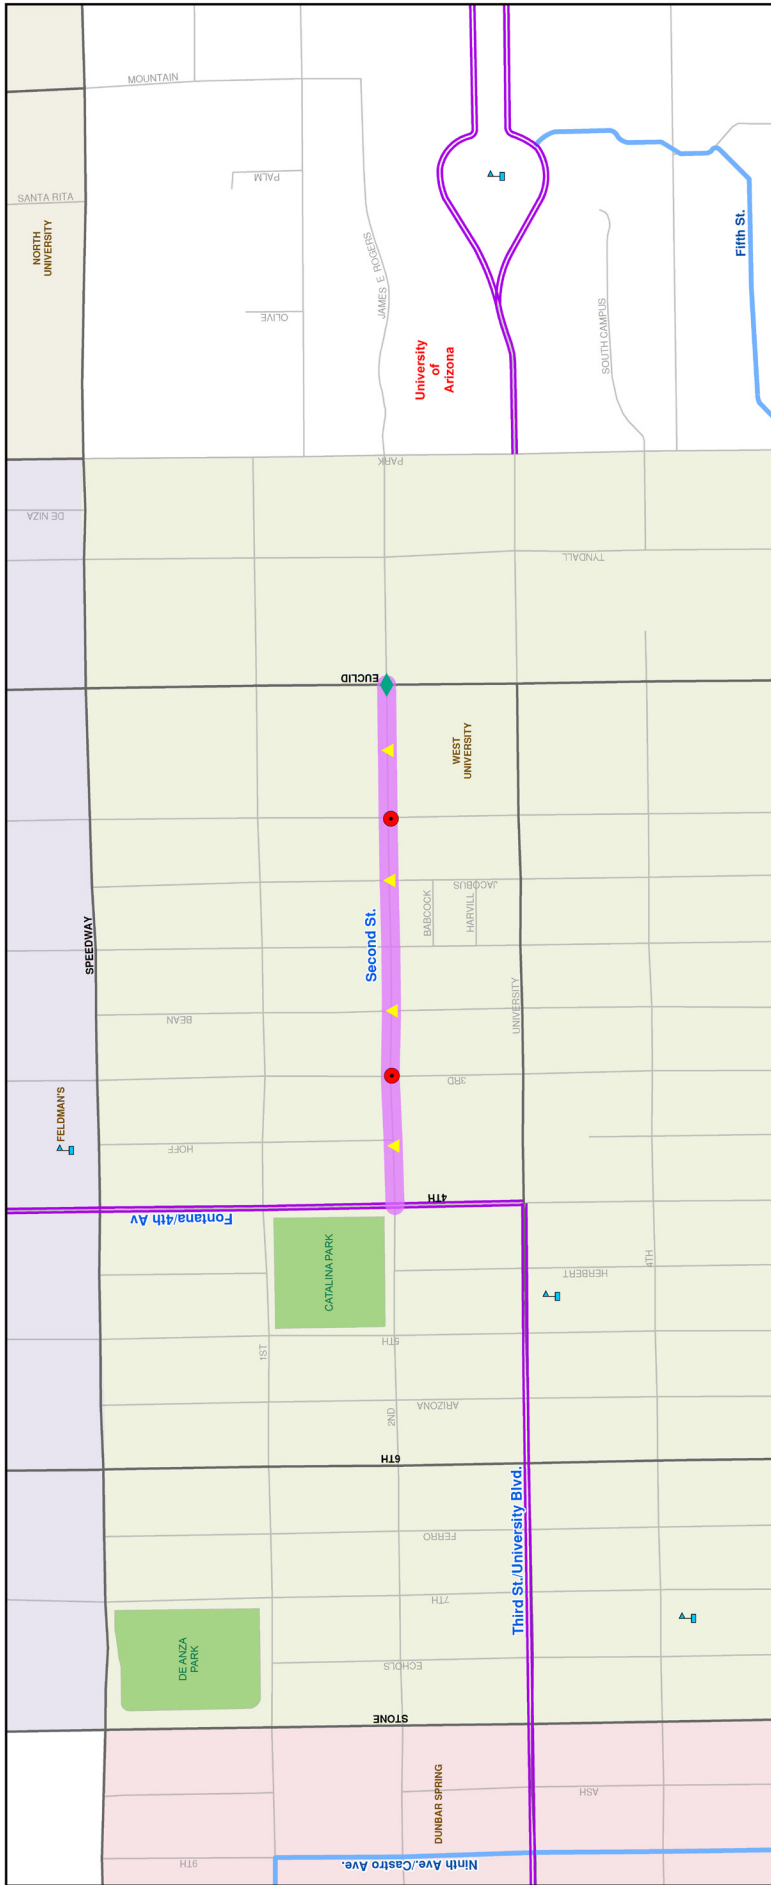 MOUNTAIN
PALM
SANTA RITA
NORTH
UNIVERSITY
Fifth St.
JAMES E ROGERS
OLIVE
SOUTH CAMPUS
University
of
Arizona
PARK
DE NIZA
TYNDALL
EUCLID
WEST
UNIVERSITY
JACOBUS
BABCOCK
HARVILL
SPEEDWAY
Second St.
UNIVERSITY
BEAN
3RD
FELDMAN'S
HOFF
4TH
Fontana/4th Av
CATALINA PARK
4TH
HERBERT
1ST
5TH
2ND
ARIZONA
6TH
Third St./University Blvd.
FERRO
7TH
DE ANZA
PARK
ECHOLS
STONE
DUNBAR SPRING
ASH
9TH
Ninth Ave./Castro Ave.